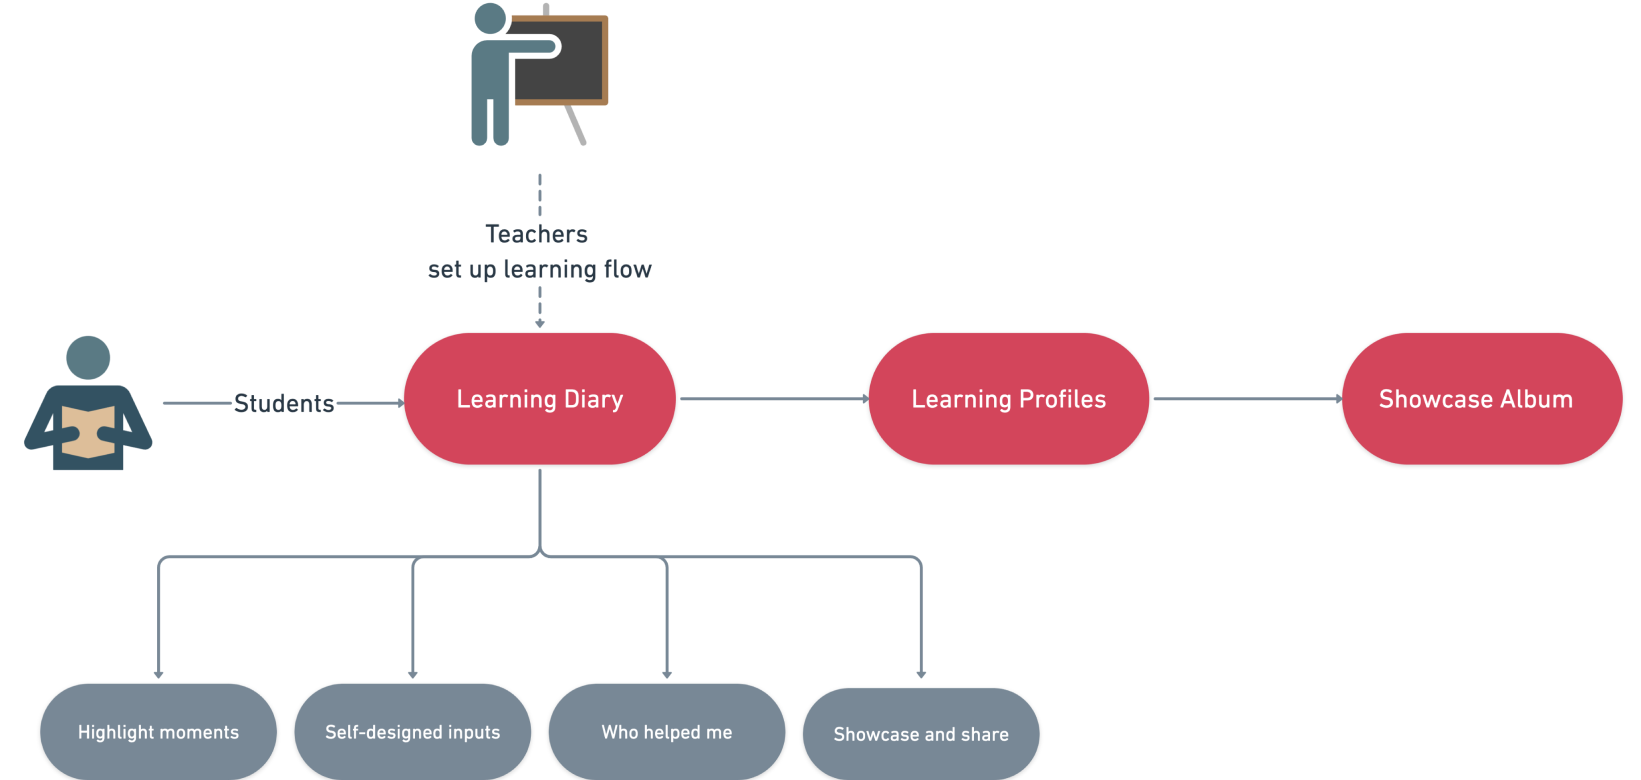 Teachers
set up learning flow
Students
Learning Diary
Learning Profiles
Showcase Album
Highlight moments
Self-designed inputs
Who helped me
Showcase and share